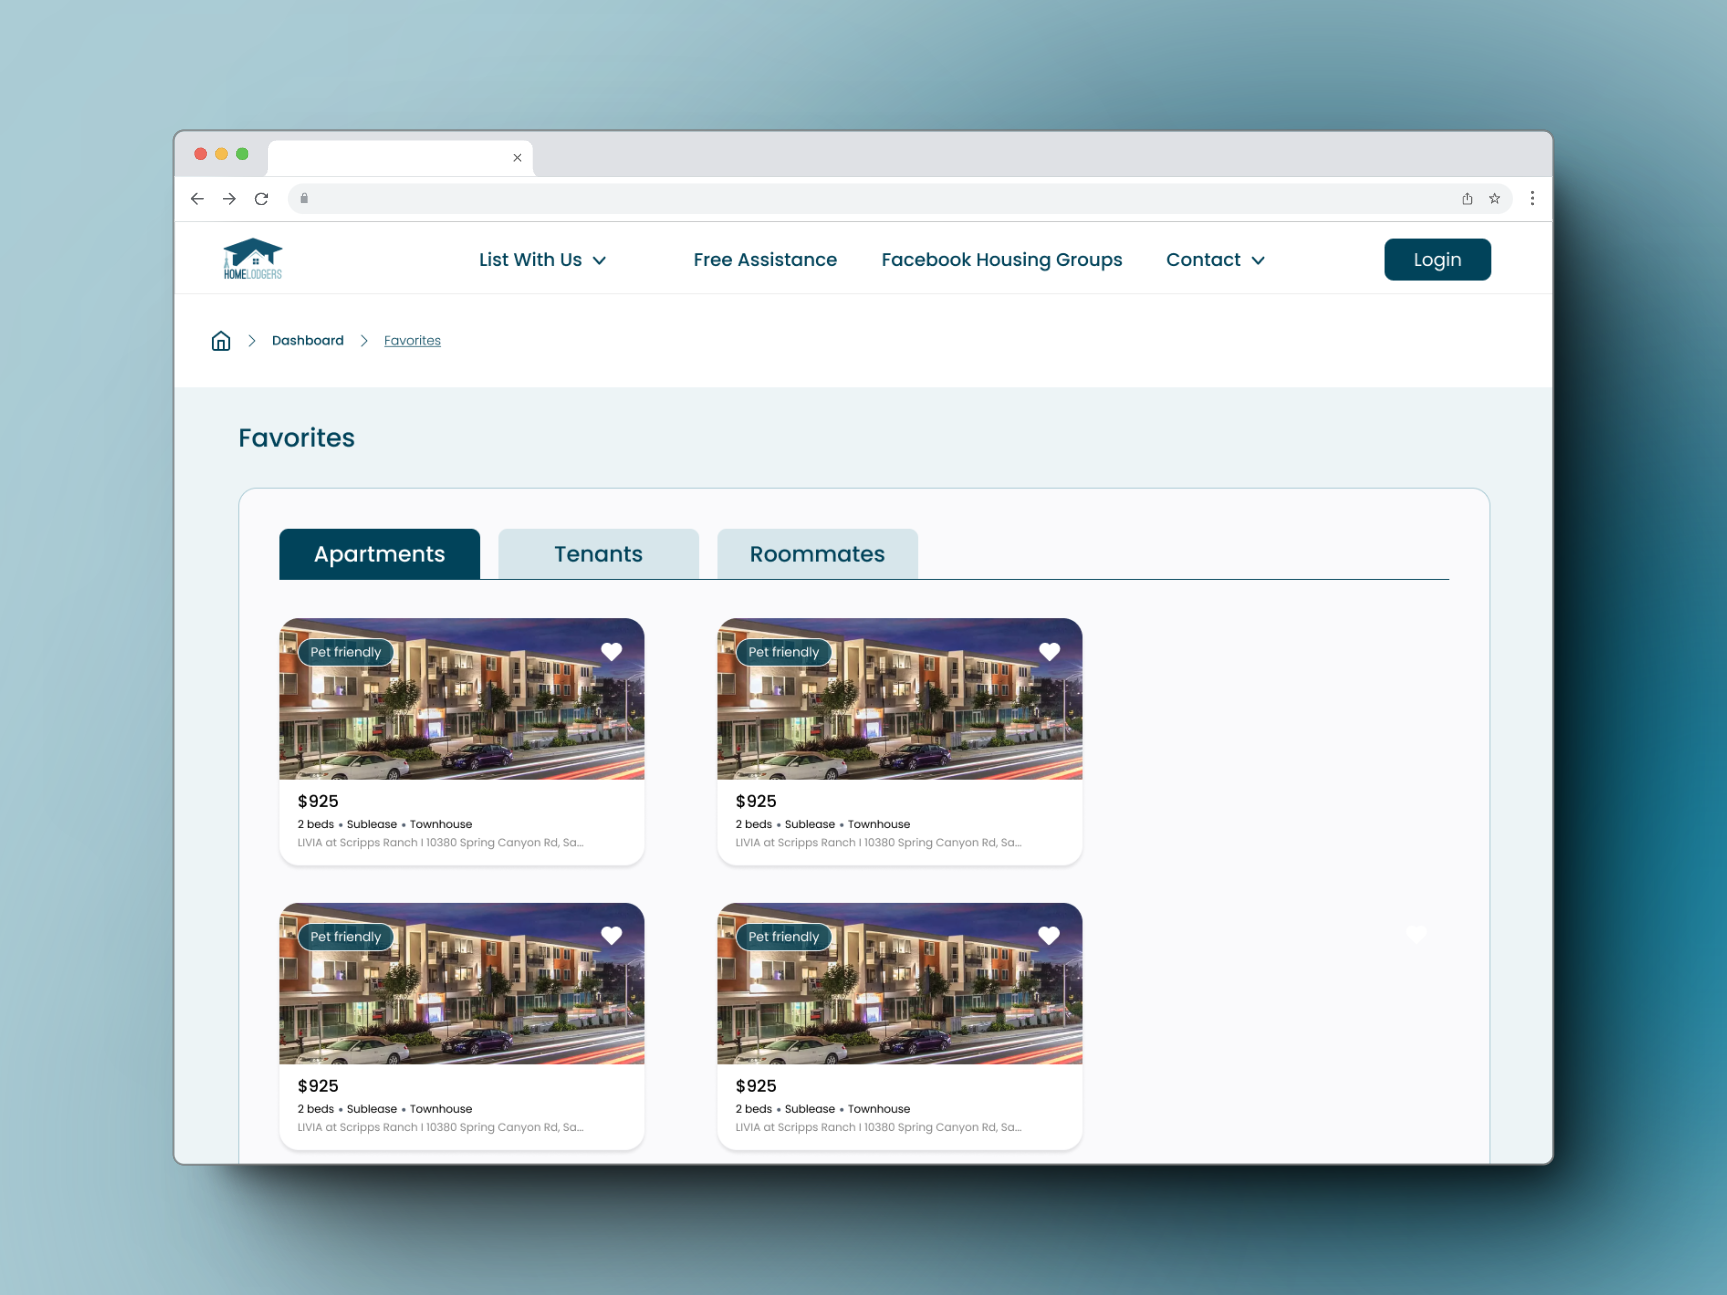 HOMELODGERS
List With Us
Free Assistance
Facebook Housing Groups
Contact
Login
Dashboard
Favorites
Favorites
Apartments
Tenants
Roommates
Pet friendly
Pet friendly
$925
$925
2 beds • Sublease • Townhouse
2 beds • Sublease • Townhouse
LIVIA at Scripps Ranch I 10380 Spring Canyon Rd, Sa...
LIVIA at Scripps Ranch I 10380 Spring Canyon Rd, Sa...
Pet friendly
Pet friendly
$925
$925
2 beds • Sublease • Townhouse
2 beds • Sublease • Townhouse
LIVIA at Scripps Ranch I 10380 Spring Canyon Rd, Sa...
LIVIA at Scripps Ranch I 10380 Spring Canyon Rd, Sa...